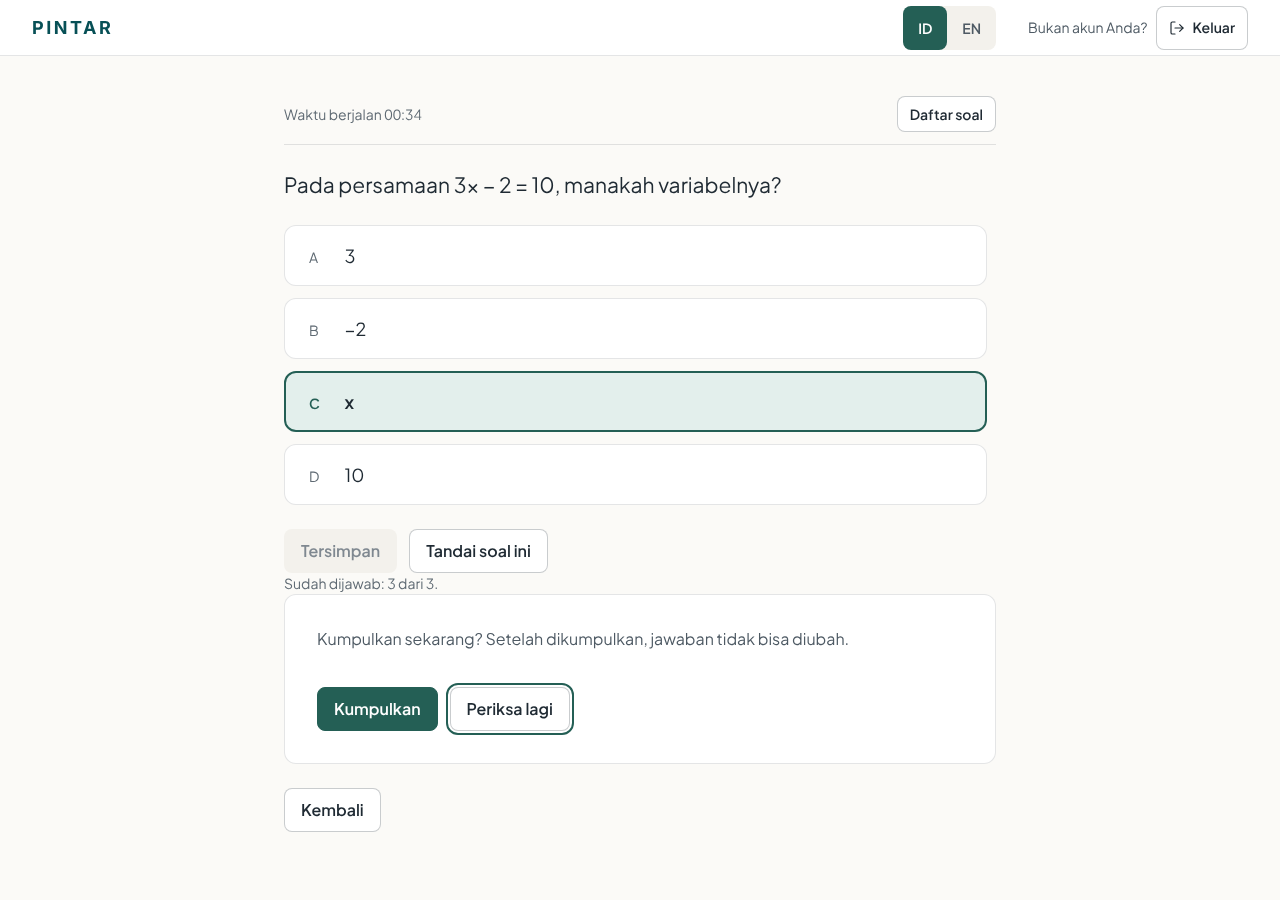 PINTAR
ID
EN
Bukan akun Anda?
Keluar
Waktu berjalan 00:34
Daftar soal
Pada persamaan 3x − 2 = 10, manakah variabelnya?
A 3
B −2
C x
D 10
Tersimpan
Tandai soal ini
Sudah dijawab: 3 dari 3.
Kumpulkan sekarang? Setelah dikumpulkan, jawaban tidak bisa diubah.
Kumpulkan
Periksa lagi
Kembali